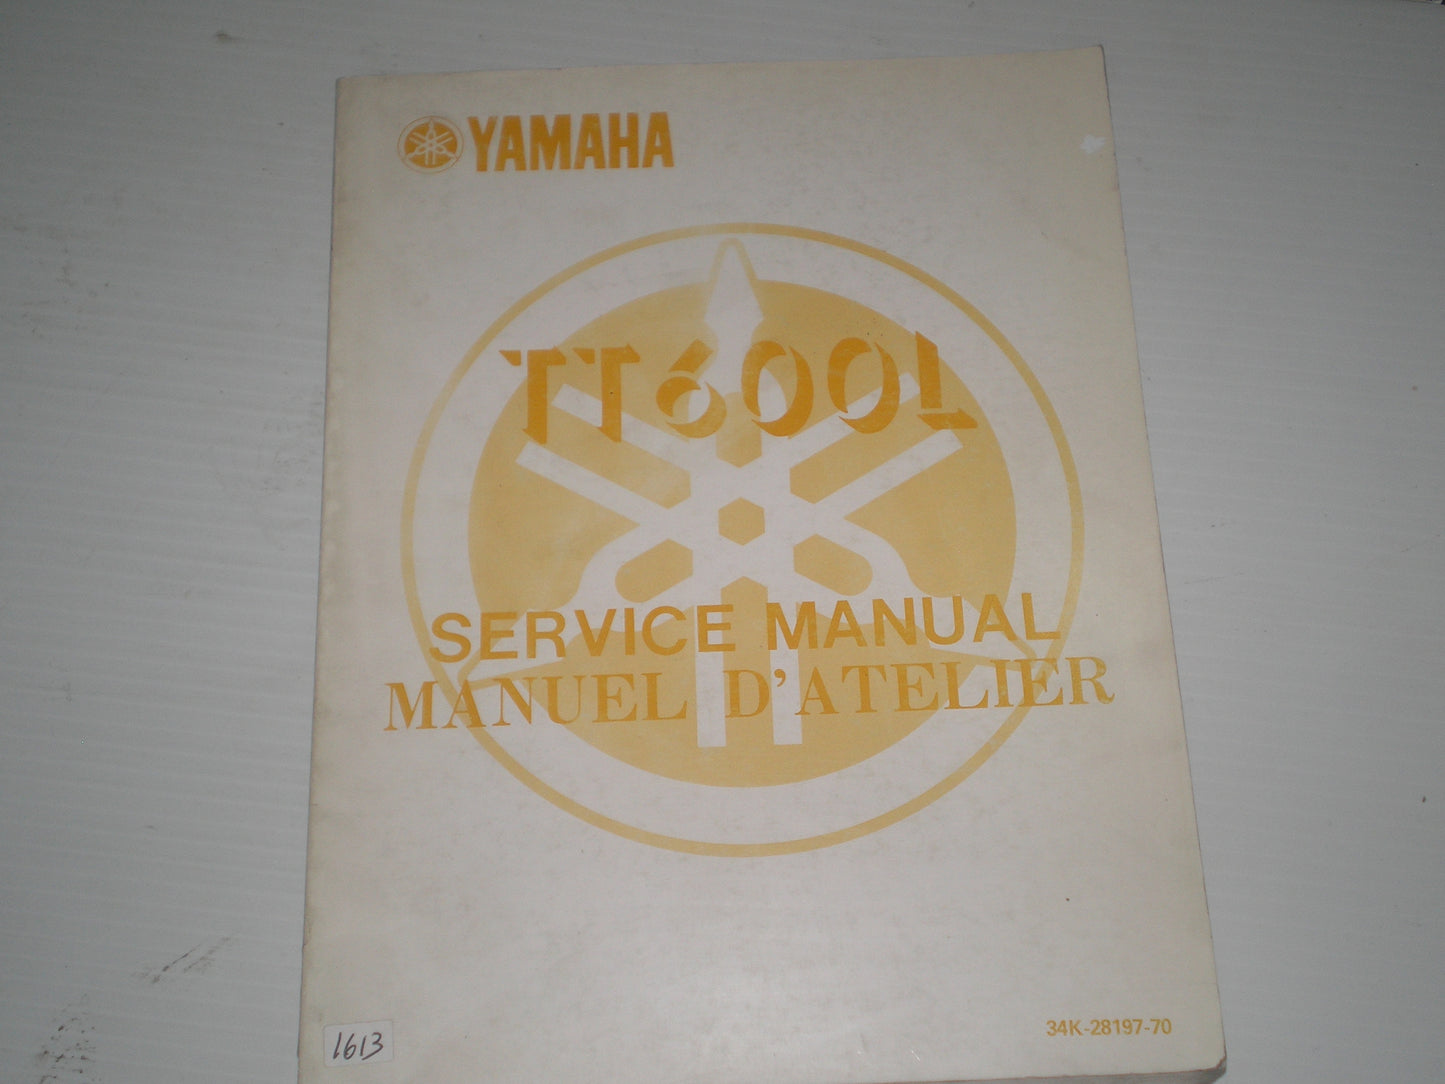 YAMAHA
TT600L
SERVICE MANUAL
MANUEL D'ATELIER
34K-28197-70
1613